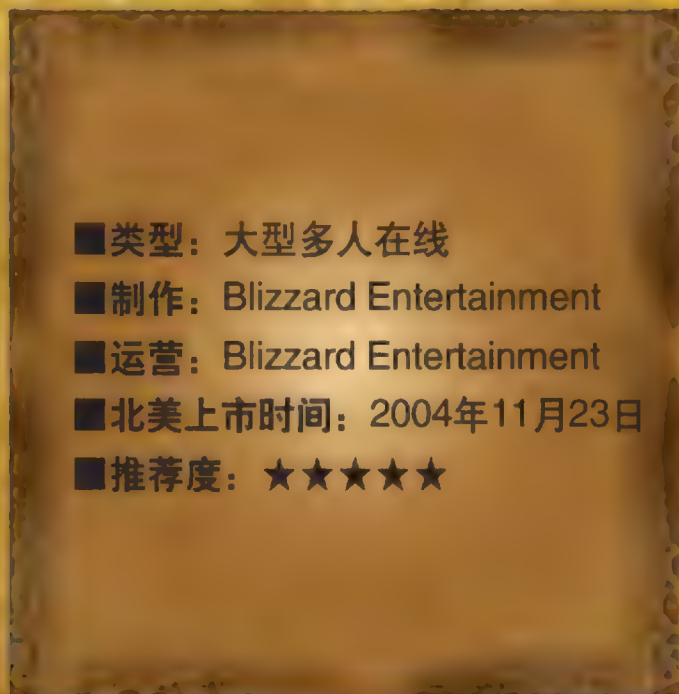 ■类型：大型多人在线
■制作：Blizzard Entertainment
■运营：Blizzard Entertainment
■北美上市时间：2004年11月23日
■推荐度：★★★★★